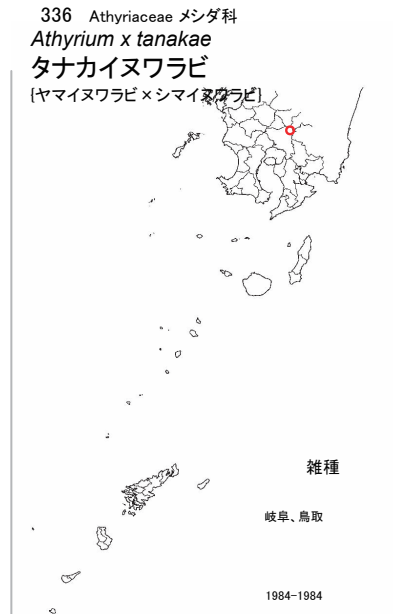 336 Athyriaceae メシダ科
Athyrium x tanakae
タナカイヌワラビ
{ヤマイヌワラビ×シマイヌワラビ}
雑種
岐阜、鳥取
1984-1984